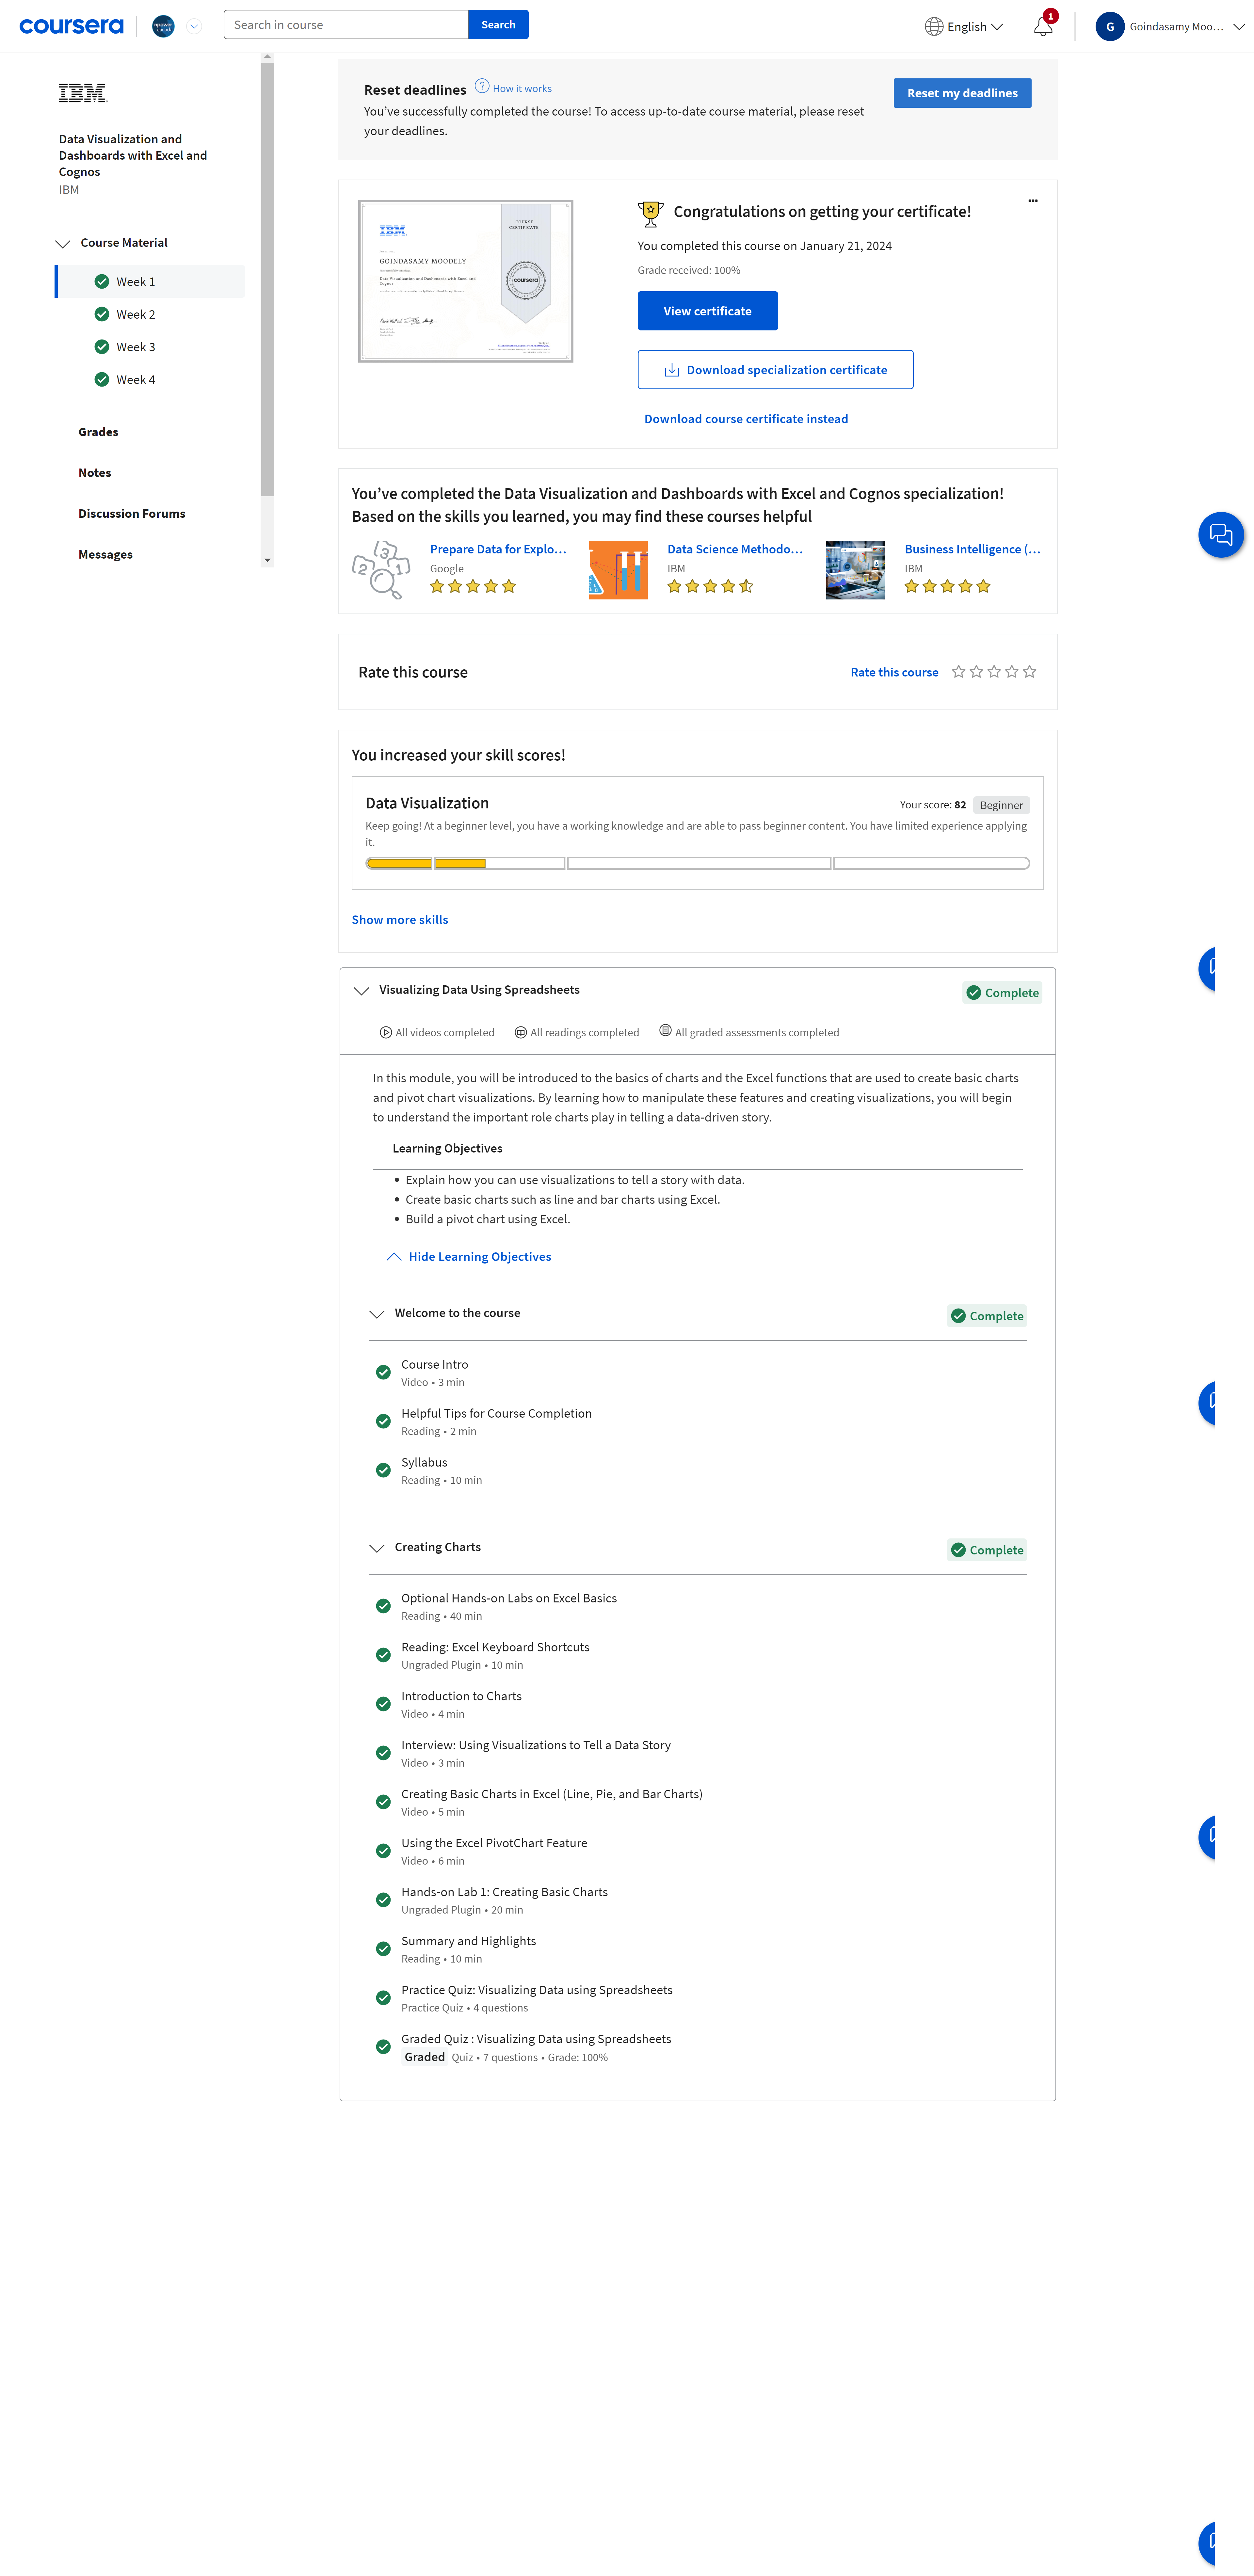 coursera
npower
canada
Search in course
Search
English
1
G
Goindasamy Moo...
IBM
Data Visualization and
Dashboards with Excel and
Cognos
IBM
Course Material
Week 1
Week 2
Week 3
Week 4
Grades
Notes
Discussion Forums
Messages
Reset deadlines
How it works
You've successfully completed the course! To access up-to-date course material, please reset
your deadlines.
Reset my deadlines
IBM
COURSE
CERTIFICATE
GOINDASAMY MOODELY
Data Visualization and Dashboards with Excel and
Cognos
coursera
Congratulations on getting your certificate!
You completed this course on January 21, 2024
Grade received: 100%
View certificate
Download specialization certificate
Download course certificate instead
You've completed the Data Visualization and Dashboards with Excel and Cognos specialization!
Based on the skills you learned, you may find these courses helpful
Prepare Data for Explo...
Google
Data Science Methodo...
IBM
Business Intelligence (...
IBM
Rate this course
Rate this course
You increased your skill scores!
Data Visualization
Your score: 82 Beginner
Keep going! At a beginner level, you have a working knowledge and are able to pass beginner content. You have limited experience applying
it.
Show more skills
Visualizing Data Using Spreadsheets
Complete
All videos completed
All readings completed
All graded assessments completed
In this module, you will be introduced to the basics of charts and the Excel functions that are used to create basic charts
and pivot chart visualizations. By learning how to manipulate these features and creating visualizations, you will begin
to understand the important role charts play in telling a data-driven story.
Learning Objectives
• Explain how you can use visualizations to tell a story with data.
• Create basic charts such as line and bar charts using Excel.
• Build a pivot chart using Excel.
Hide Learning Objectives
Welcome to the course
Complete
Course Intro
Video • 3 min
Helpful Tips for Course Completion
Reading • 2 min
Syllabus
Reading • 10 min
Creating Charts
Complete
Optional Hands-on Labs on Excel Basics
Reading • 40 min
Reading: Excel Keyboard Shortcuts
Ungraded Plugin • 10 min
Introduction to Charts
Video • 4 min
Interview: Using Visualizations to Tell a Data Story
Video • 3 min
Creating Basic Charts in Excel (Line, Pie, and Bar Charts)
Video • 5 min
Using the Excel PivotChart Feature
Video • 6 min
Hands-on Lab 1: Creating Basic Charts
Ungraded Plugin • 20 min
Summary and Highlights
Reading • 10 min
Practice Quiz: Visualizing Data using Spreadsheets
Practice Quiz • 4 questions
Graded Quiz : Visualizing Data using Spreadsheets
Graded Quiz • 7 questions • Grade: 100%